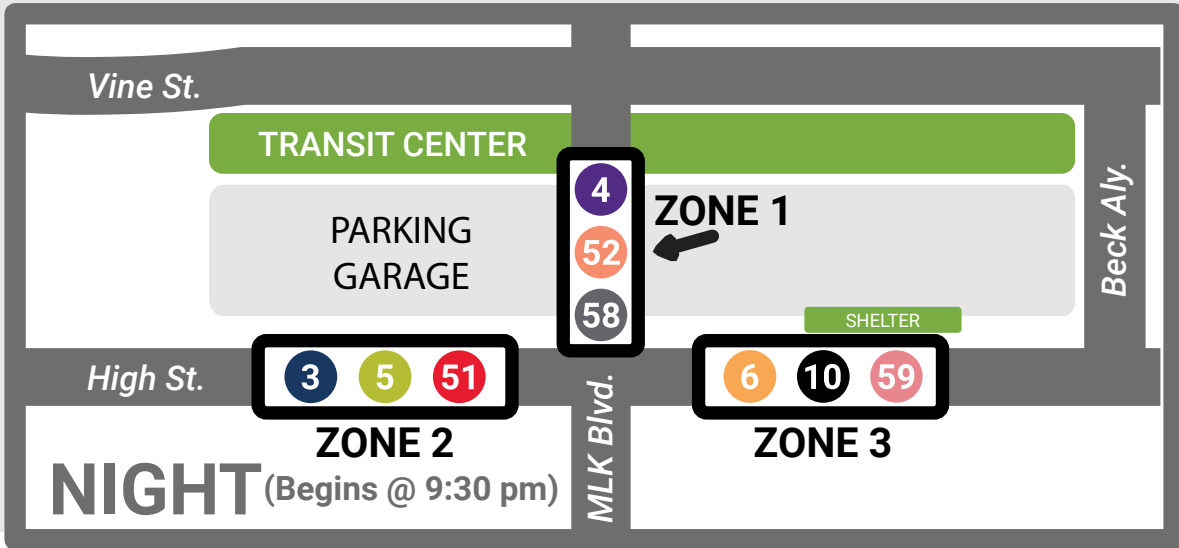 Vine St.
TRANSIT CENTER
4
ZONE 1
PARKING
GARAGE
52
58
Beck Aly.
SHELTER
High St.
3 5 51
6 10 59
ZONE 2
ZONE 3
MLK Blvd.
NIGHT (Begins @ 9:30 pm)